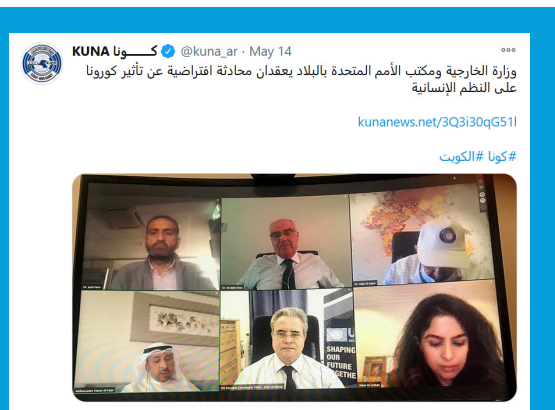 KUNA كـــونا @kuna_ar · May 14
وزارة الخارجية ومكتب الأمم المتحدة بالبلاد يعقدان محادثة افتراضية عن تأثير كورونا
على النظم الإنسانية
kunanews.net/3Q3i30qG51l
#كونا #الكويت
SHAPING
OUR
FUTURE